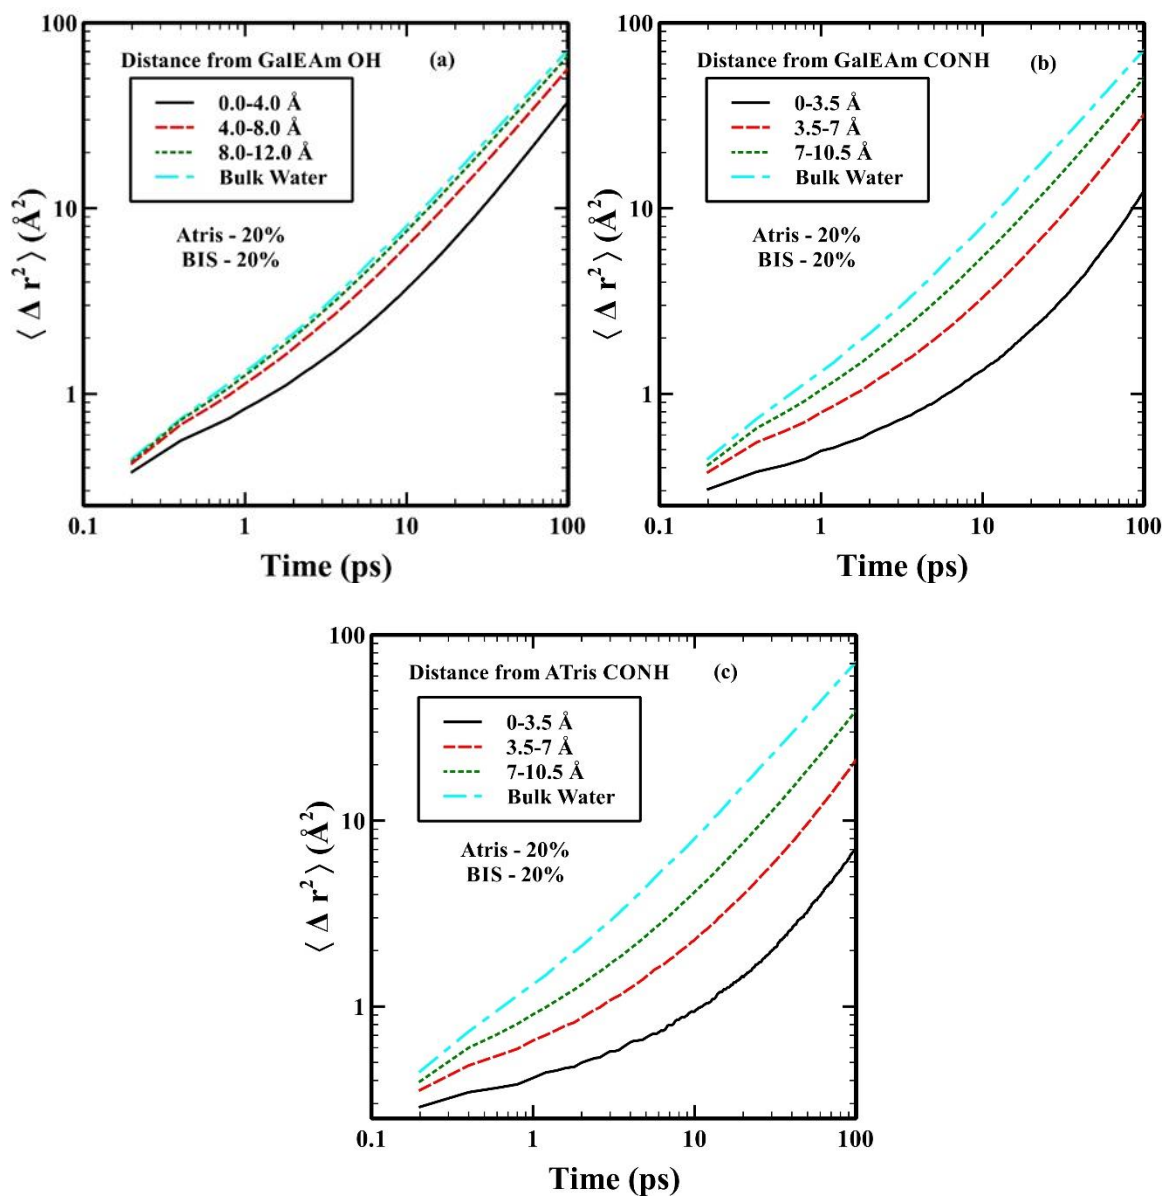 100
10
1
0.1
1
10
100
⟨ Δ r² ⟩ (Å²)
Time (ps)
Distance from GalEAm OH
(a)
0.0-4.0 Å
4.0-8.0 Å
8.0-12.0 Å
Bulk Water
Atris - 20%
BIS - 20%
100
10
1
0.1
1
10
100
⟨ Δ r² ⟩ (Å²)
Time (ps)
Distance from GalEAm CONH
(b)
0-3.5 Å
3.5-7 Å
7-10.5 Å
Bulk Water
Atris - 20%
BIS - 20%
100
10
1
0.1
1
10
100
⟨ Δ r² ⟩ (Å²)
Time (ps)
Distance from ATris CONH
(c)
0-3.5 Å
3.5-7 Å
7-10.5 Å
Bulk Water
Atris - 20%
BIS - 20%